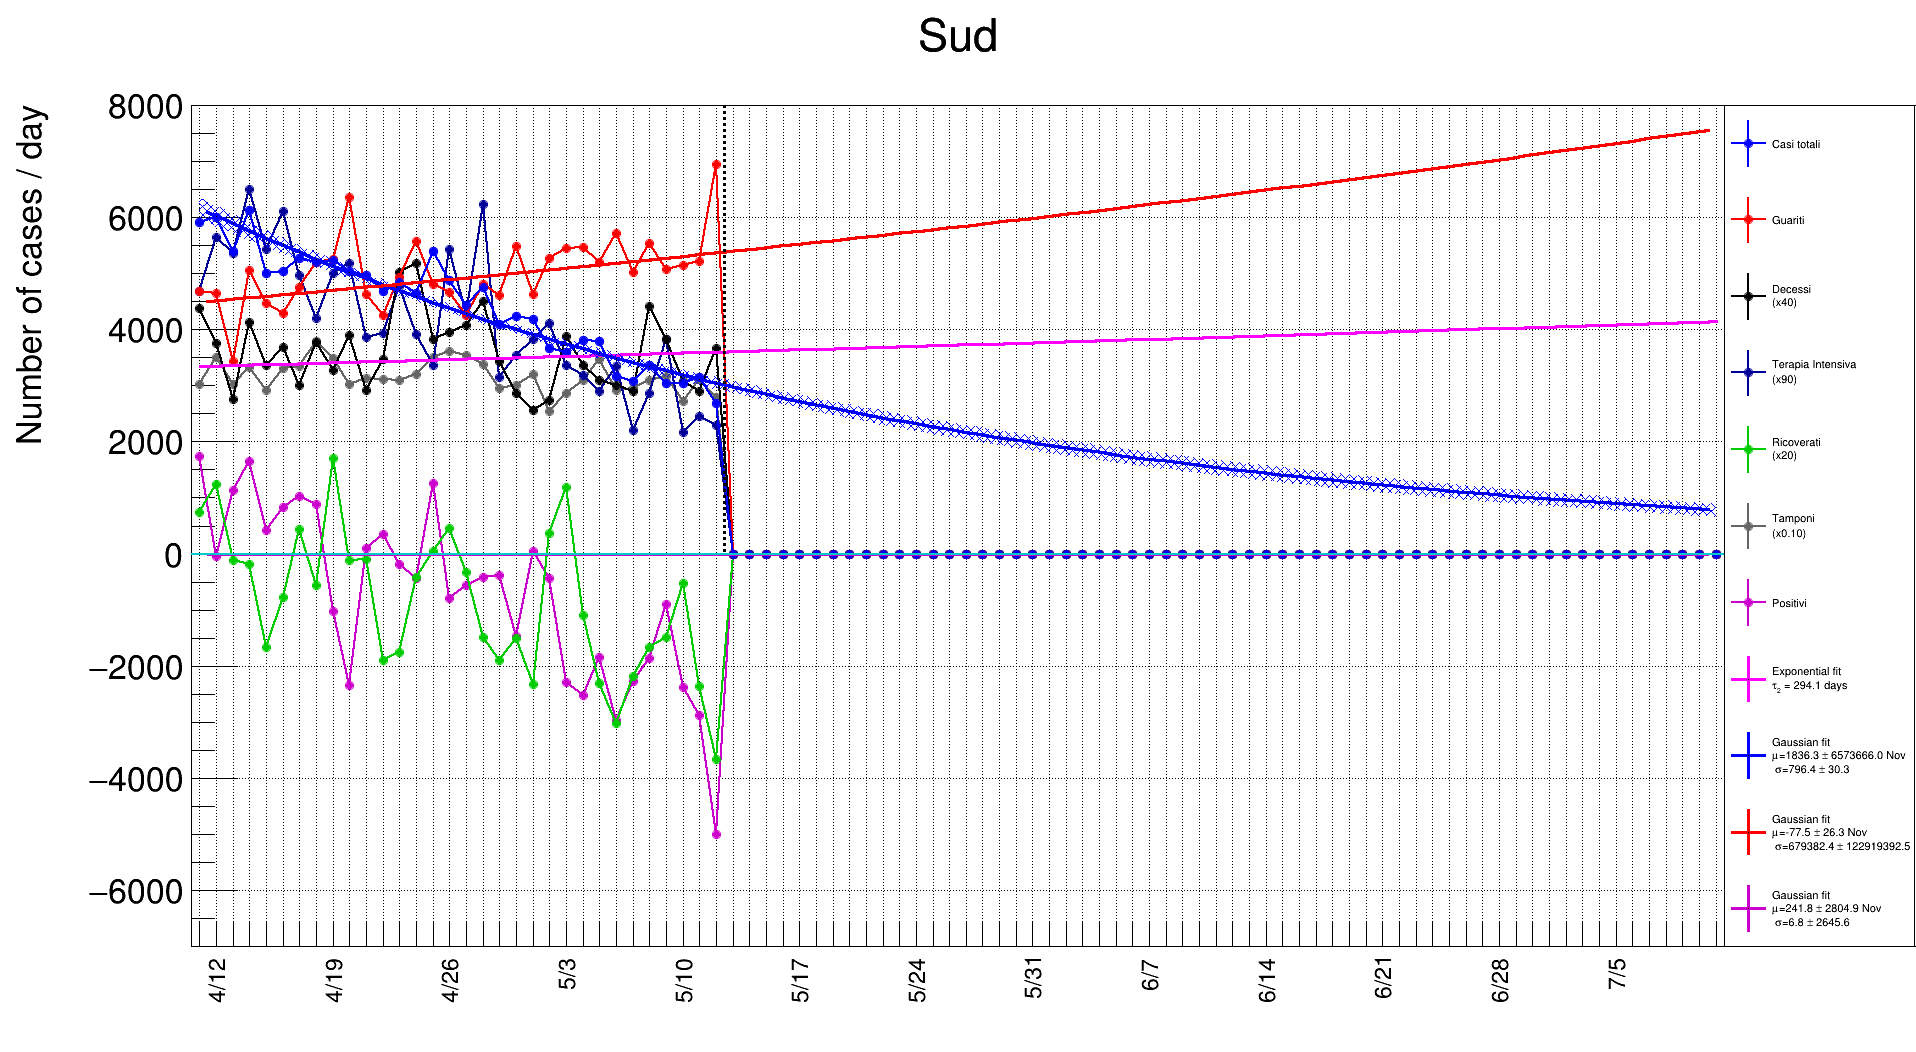 Sud
Number of cases / day
8000
6000
4000
2000
0
−2000
−4000
−6000
4/12
4/19
4/26
5/3
5/10
5/17
5/24
5/31
6/7
6/14
6/21
6/28
7/5
Casi totali
Guariti
Decessi
(x40)
Terapia Intensiva
(x90)
Ricoverati
(x20)
Tamponi
(x0.10)
Positivi
Exponential fit
τ₂ = 294.1 days
Gaussian fit
μ=1836.3 ± 6573666.0 Nov
σ=796.4 ± 30.3
Gaussian fit
μ=-77.5 ± 26.3 Nov
σ=679382.4 ± 122919392.5
Gaussian fit
μ=241.8 ± 2804.9 Nov
σ=6.8 ± 2645.6